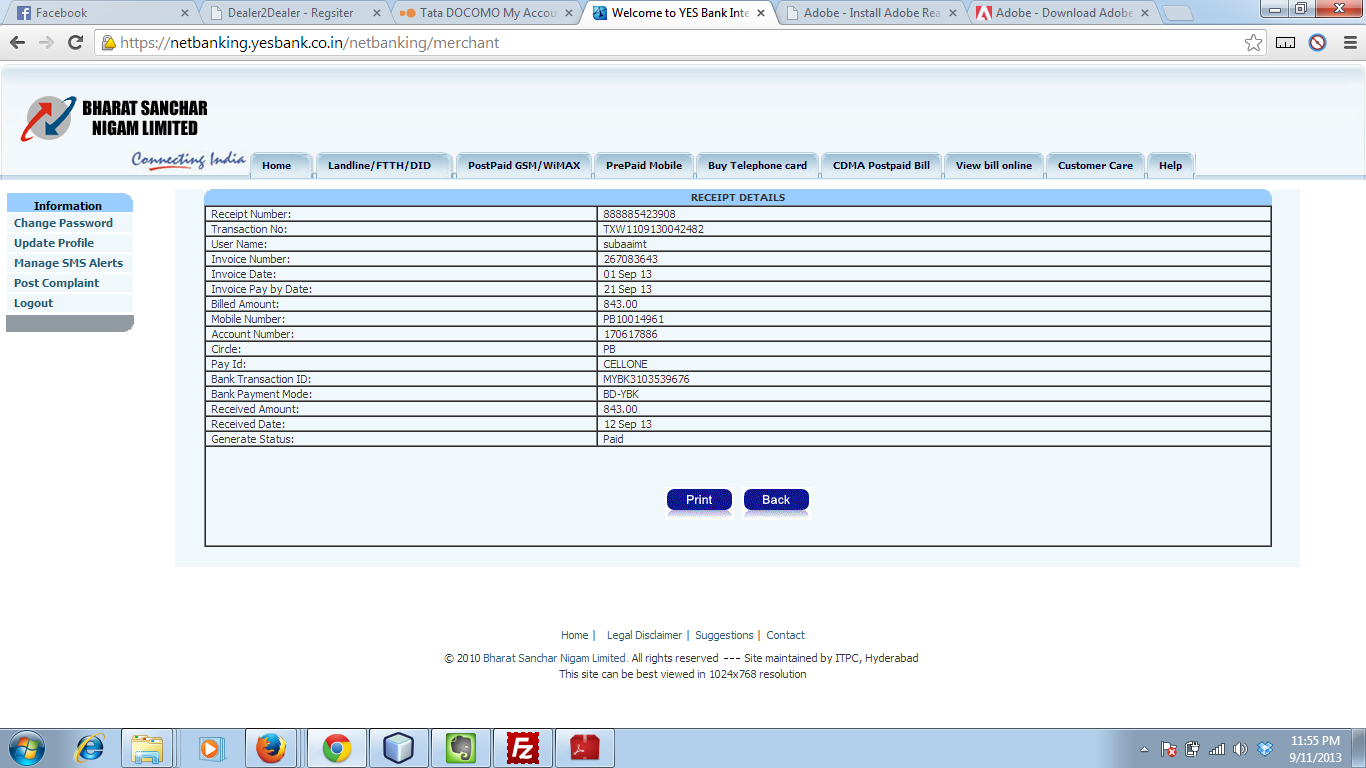 Facebook
Dealer2Dealer - Regsiter
Tata DOCOMO My Accou
Welcome to YES Bank Inte
Adobe - Install Adobe Rea
Adobe - Download Adobe
https://netbanking.yesbank.co.in/netbanking/merchant
BHARAT SANCHAR
NIGAM LIMITED
Connecting India
Home
Landline/FTTH/DID
PostPaid GSM/WiMAX
PrePaid Mobile
Buy Telephone card
CDMA Postpaid Bill
View bill online
Customer Care
Help
Information
Change Password
Update Profile
Manage SMS Alerts
Post Complaint
Logout
RECEIPT DETAILS
Receipt Number: 888885423908
Transaction No: TXW1109130042482
User Name: subaaimt
Invoice Number: 267083643
Invoice Date: 01 Sep 13
Invoice Pay by Date: 21 Sep 13
Billed Amount: 843.00
Mobile Number: PB10014961
Account Number: 170617886
Circle: PB
Pay Id: CELLONE
Bank Transaction ID: MYBK3103539676
Bank Payment Mode: BD-YBK
Received Amount: 843.00
Received Date: 12 Sep 13
Generate Status: Paid
Print Back
Home | Legal Disclaimer | Suggestions | Contact
© 2010 Bharat Sanchar Nigam Limited. All rights reserved --- Site maintained by ITPC, Hyderabad
This site can be best viewed in 1024x768 resolution
Fz
11:55 PM
9/11/2013